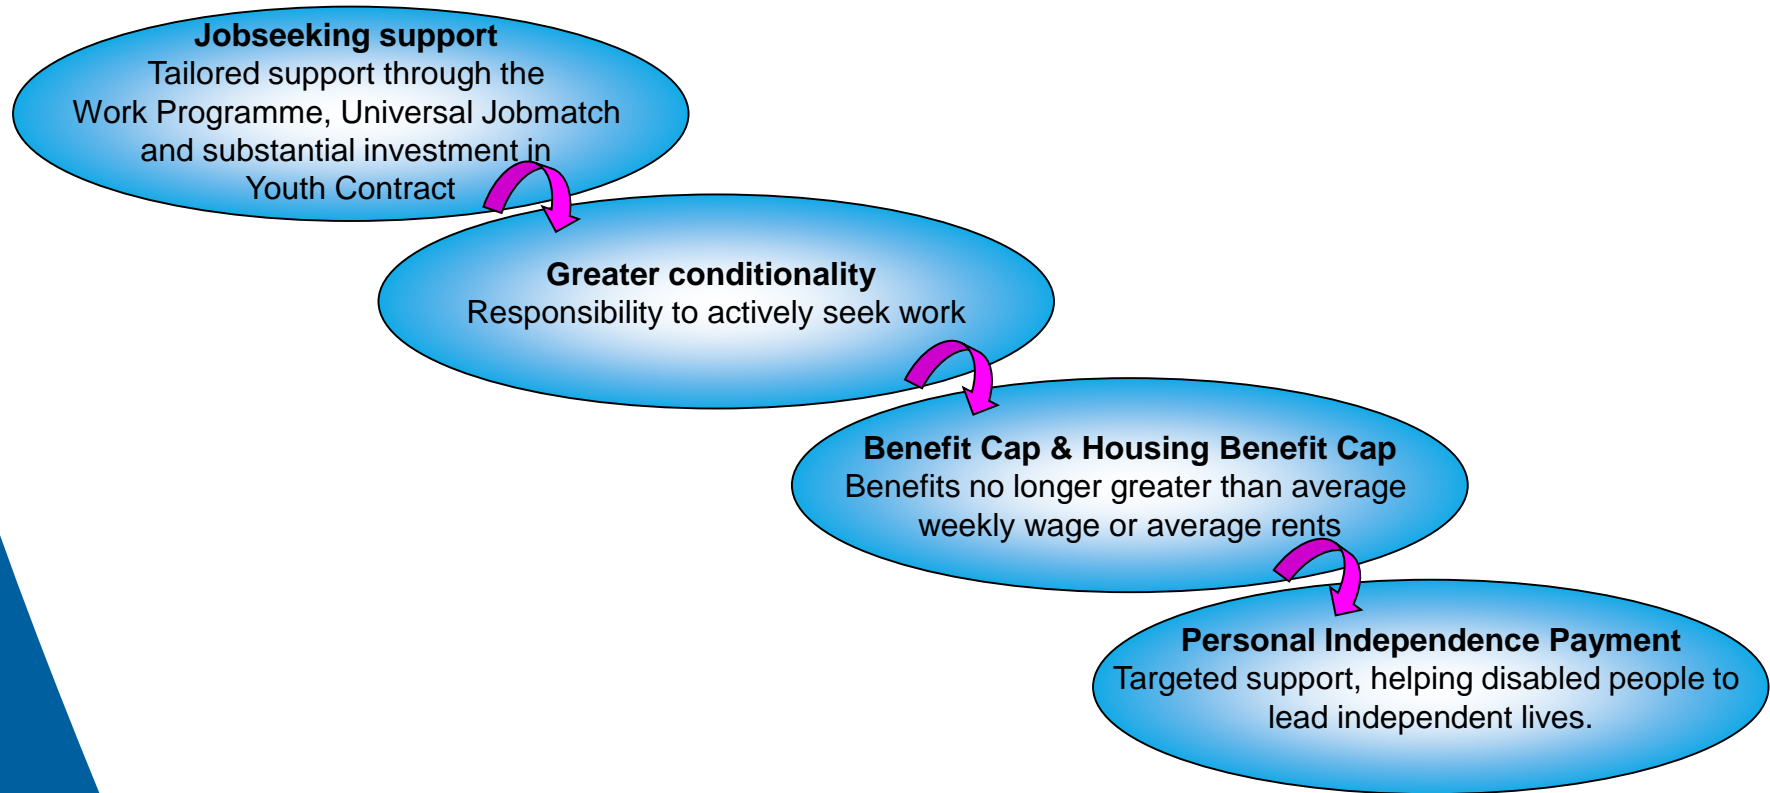 Jobseeking support
Tailored support through the
Work Programme, Universal Jobmatch
and substantial investment in
Youth Contract
Greater conditionality
Responsibility to actively seek work
Benefit Cap & Housing Benefit Cap
Benefits no longer greater than average
weekly wage or average rents
Personal Independence Payment
Targeted support, helping disabled people to
lead independent lives.